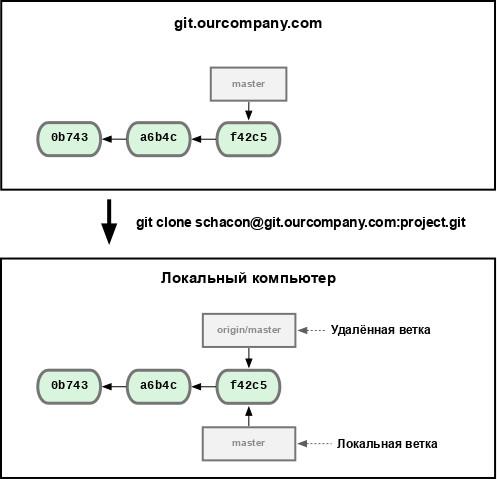 git.ourcompany.com
master
0b743 a6b4c f42c5
git clone schacon@git.ourcompany.com:project.git
Локальный компьютер
origin/master Удалённая ветка
0b743 a6b4c f42c5
master Локальная ветка